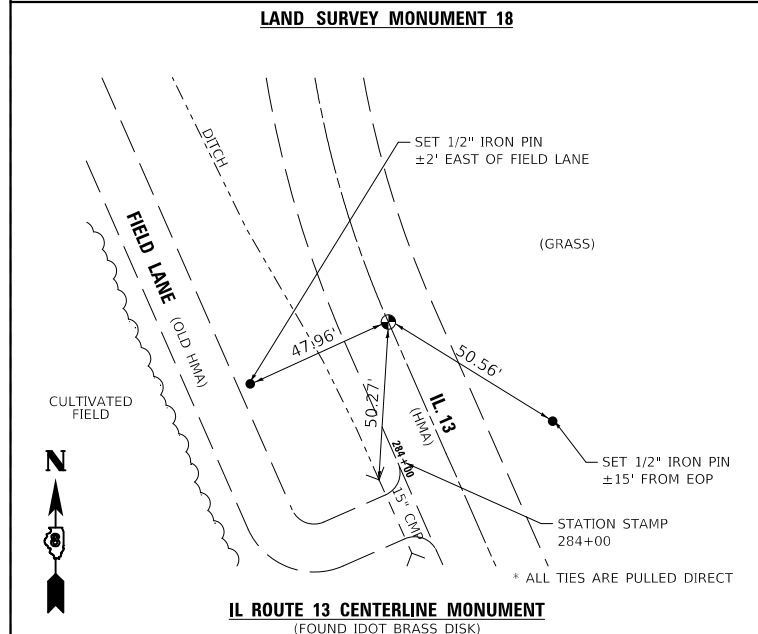 LAND SURVEY MONUMENT 18
DITCH
SET 1/2" IRON PIN
±2' EAST OF FIELD LANE
FIELD LANE
(OLD HMA)
(GRASS)
47.96'
50.56'
50.27'
IL. 13
(HMA)
CULTIVATED
FIELD
284+00
15" CMP
N
8
SET 1/2" IRON PIN
±15' FROM EOP
STATION STAMP
284+00
* ALL TIES ARE PULLED DIRECT
IL ROUTE 13 CENTERLINE MONUMENT
(FOUND IDOT BRASS DISK)